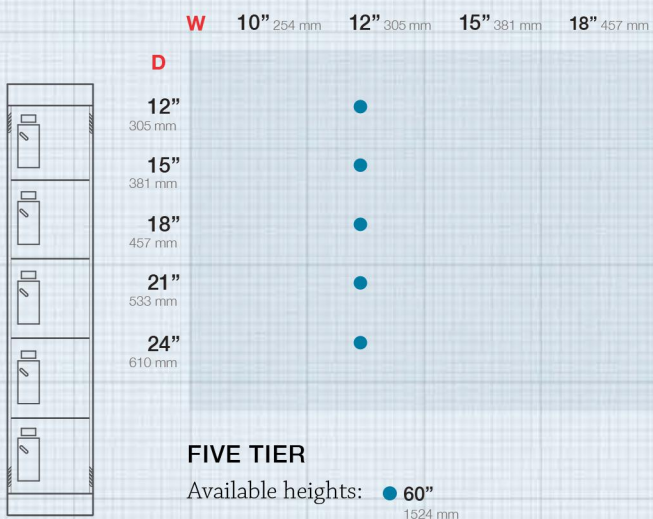 W 10” 254 mm 12” 305 mm 15” 381 mm 18” 457 mm
D
12”
305 mm
15”
381 mm
18”
457 mm
21”
533 mm
24”
610 mm
FIVE TIER
Available heights: 60”
1524 mm